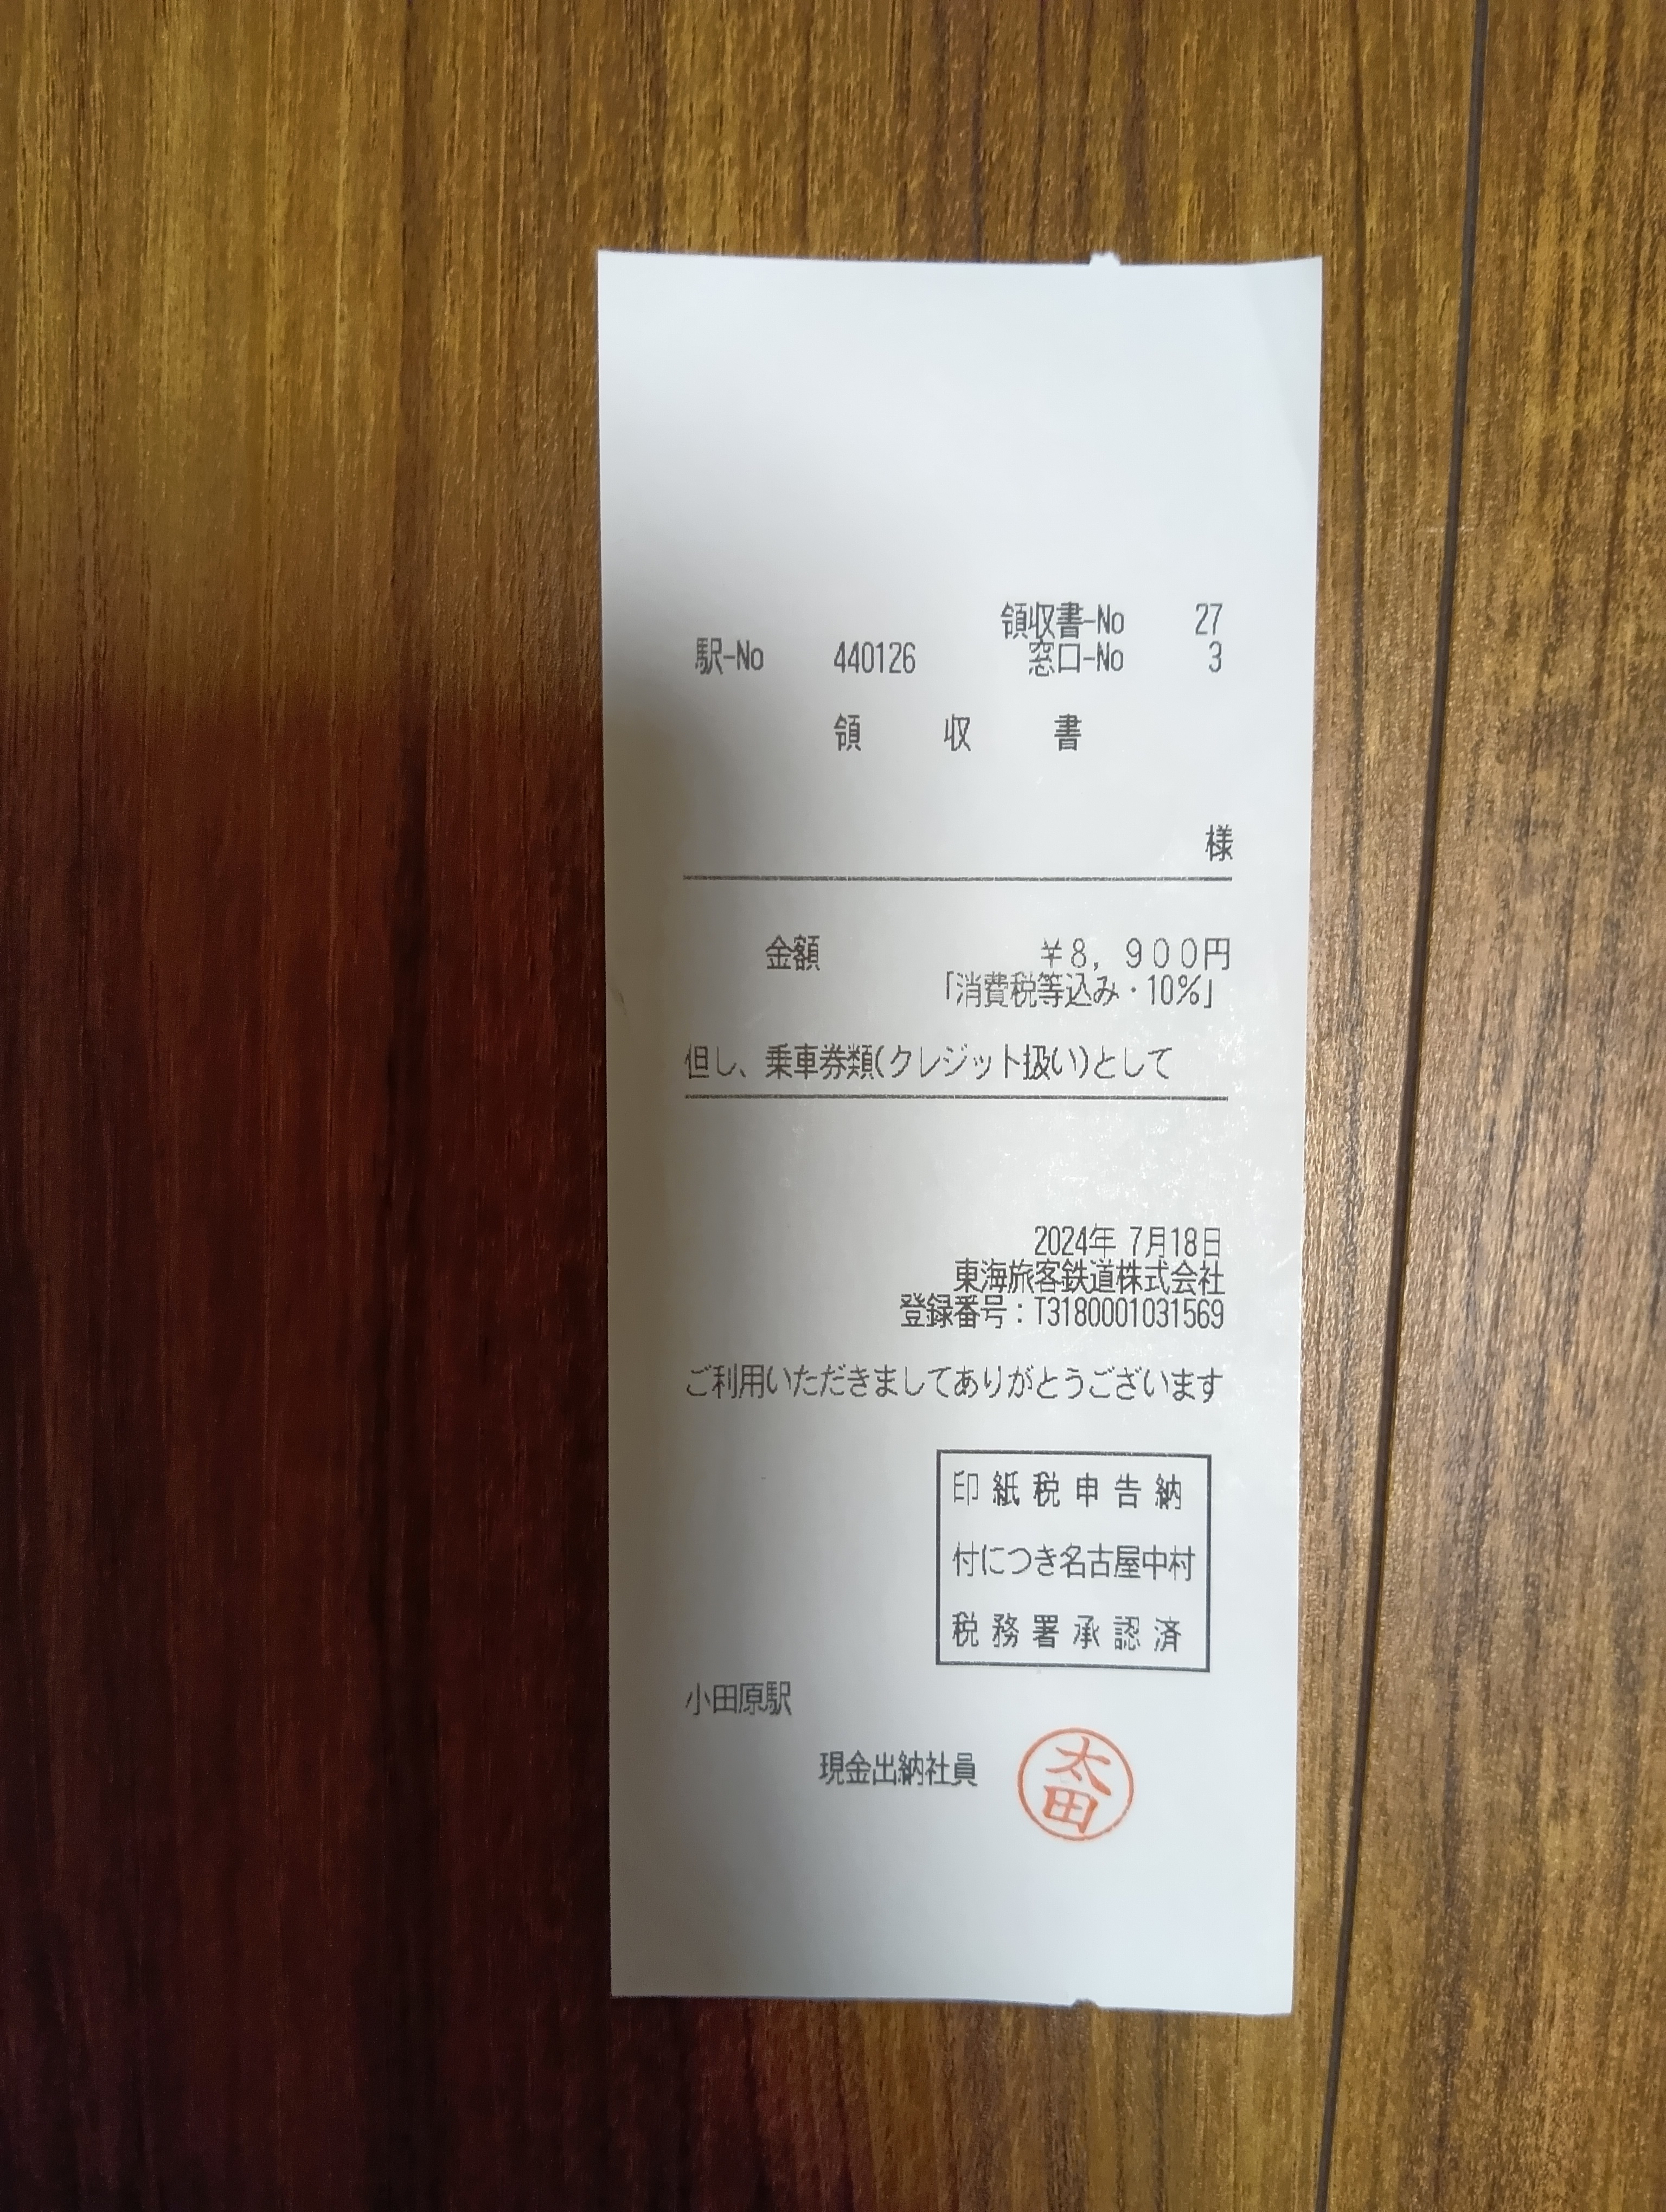 領収書-No 27
駅-No 440126 窓口-No 3
領収書
様
金額 ¥8,900円
「消費税等込み・10%」
但し、乗車券類(クレジット扱い)として
2024年 7月18日
東海旅客鉄道株式会社
登録番号:T3180001031569
ご利用いただきましてありがとうございます
印紙税申告納
付につき名古屋中村
税務署承認済
小田原駅
現金出納社員
太田